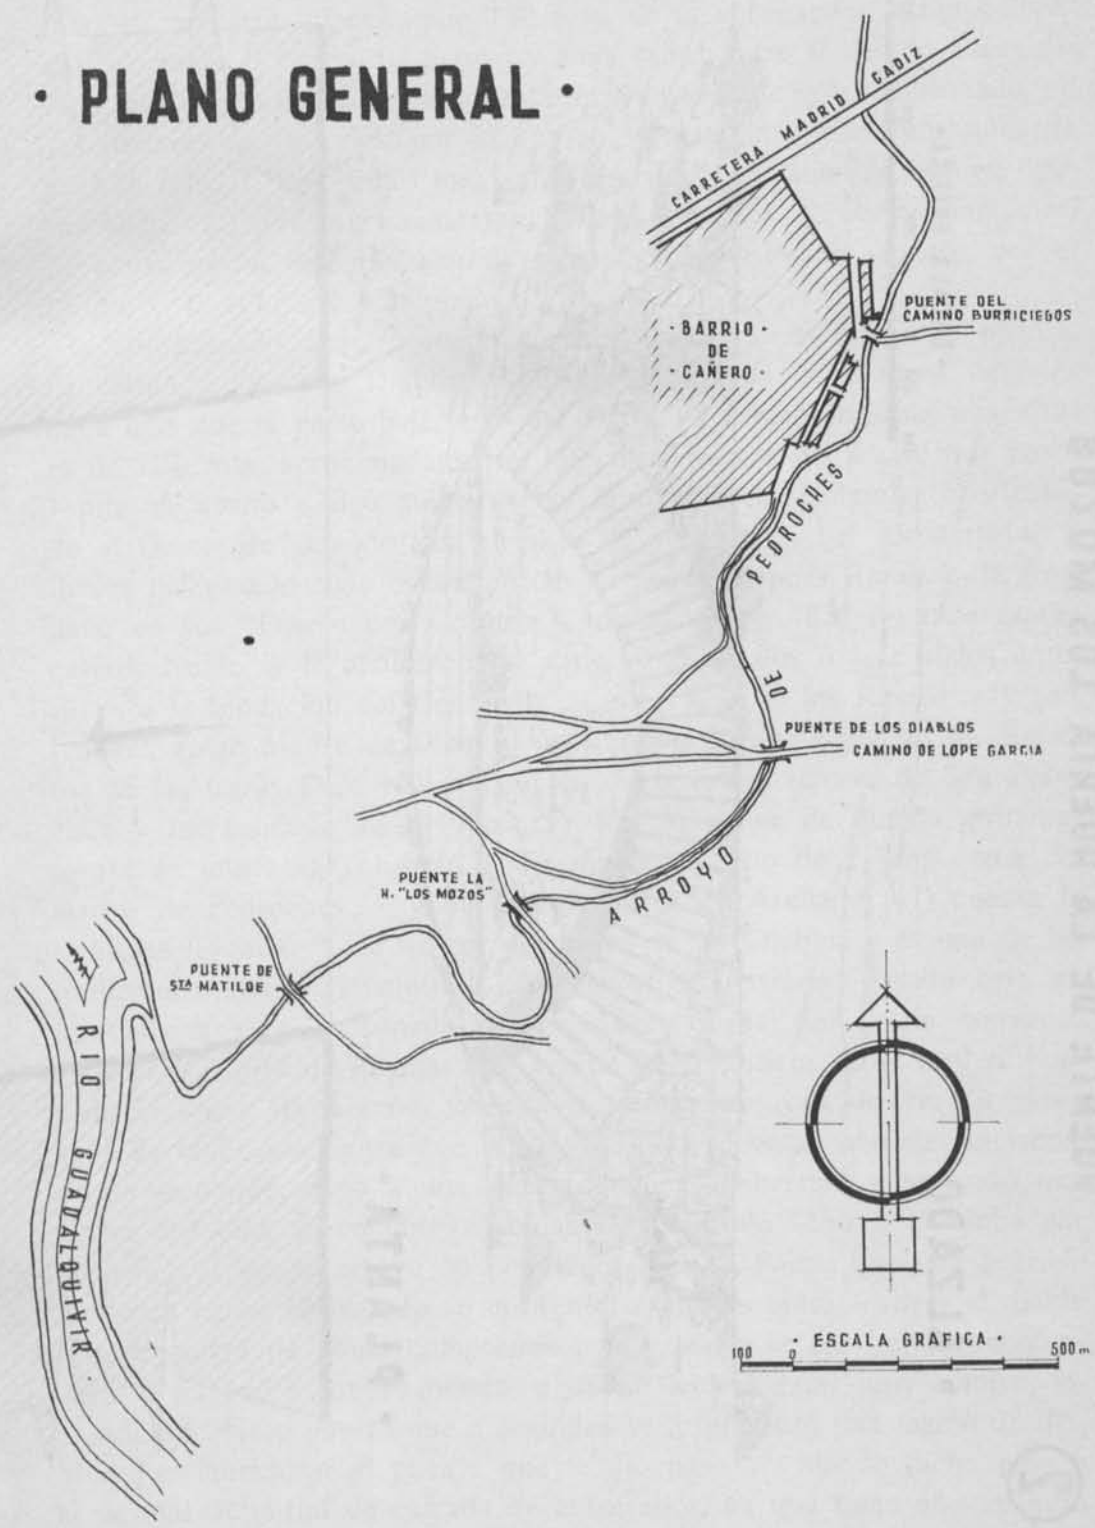 · PLANO GENERAL ·
CARRETERA MADRID CADIZ
PUENTE DEL
CAMINO BURRICIEGOS
· BARRIO ·
DE
· CAÑERO ·
ARROYO DE PEDROCHES
PUENTE DE LOS DIABLOS
CAMINO DE LOPE GARCIA
PUENTE LA
H. "LOS MOZOS"
PUENTE DE
STA MATILDE
RIO GUADALQUIVIR
· ESCALA GRAFICA ·
100 0 500 m
2